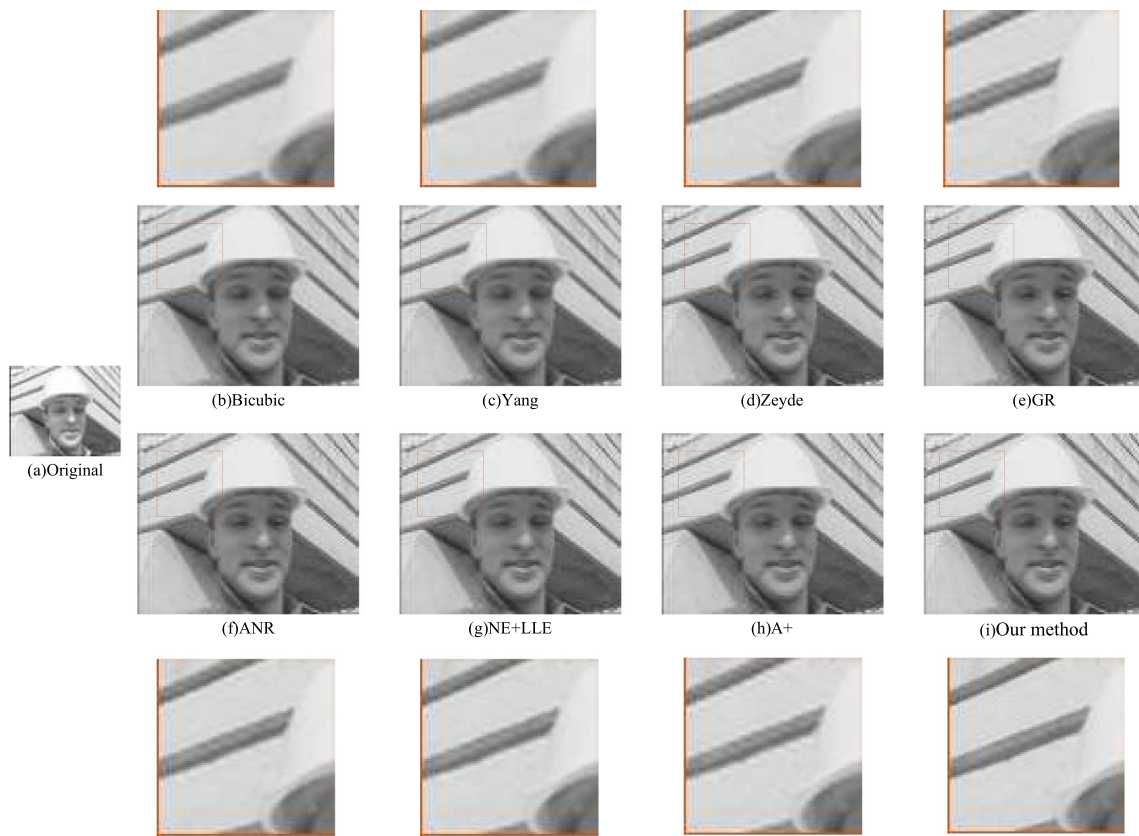 (b)Bicubic
(c)Yang
(d)Zeyde
(e)GR
(a)Original
(f)ANR
(g)NE+LLE
(h)A+
(i)Our method